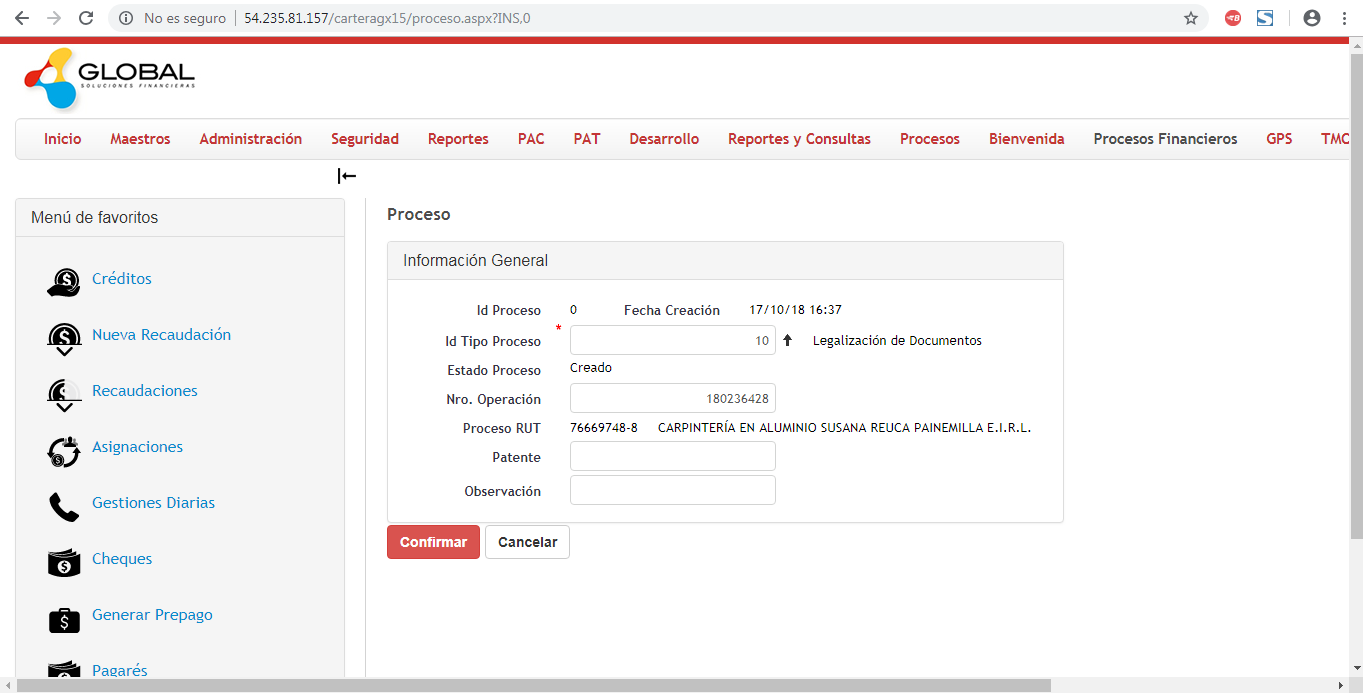 No es seguro | 54.235.81.157/carteragx15/proceso.aspx?INS,0
GLOBAL
SOLUCIONES FINANCIERAS
Inicio Maestros Administración Seguridad Reportes PAC PAT Desarrollo Reportes y Consultas Procesos Bienvenida Procesos Financieros GPS TMO
Menú de favoritos
Créditos
Nueva Recaudación
Recaudaciones
Asignaciones
Gestiones Diarias
Cheques
Generar Prepago
Pagarés
Proceso
Información General
Id Proceso 0 Fecha Creación 17/10/18 16:37
Id Tipo Proceso * 10 Legalización de Documentos
Estado Proceso Creado
Nro. Operación 180236428
Proceso RUT 76669748-8 CARPINTERÍA EN ALUMINIO SUSANA REUCA PAINEMILLA E.I.R.L.
Patente
Observación
Confirmar Cancelar